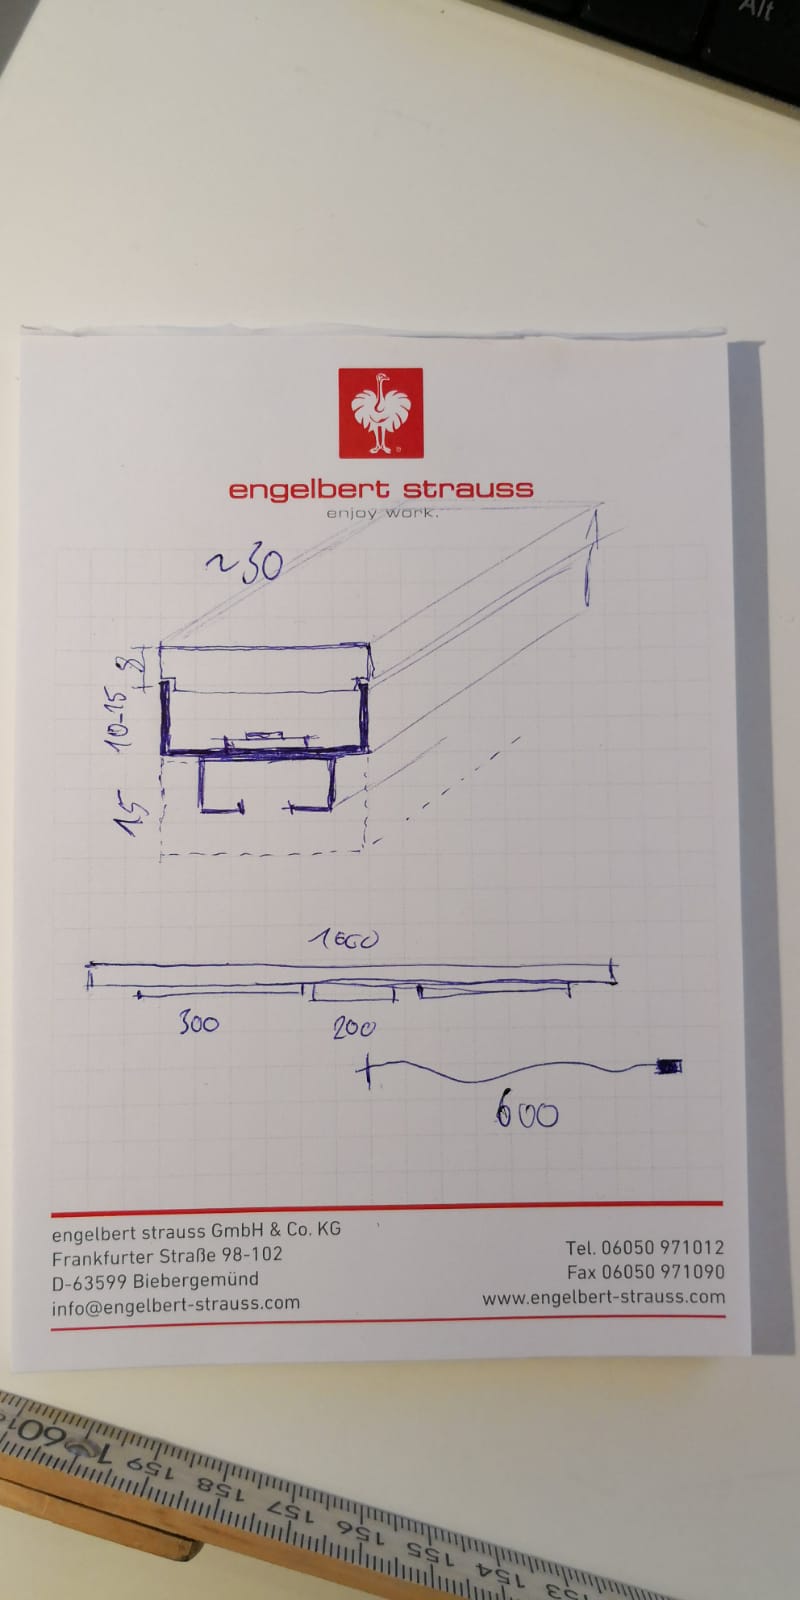 Alt
engelbert strauss
enjoy work.
~30
8
10-15
15
300
200
600
engelbert strauss GmbH & Co. KG
Frankfurter Straße 98-102
D-63599 Biebergemünd
info@engelbert-strauss.com
Tel. 06050 971012
Fax 06050 971090
www.engelbert-strauss.com
160
159
158
157
156
155
154
153